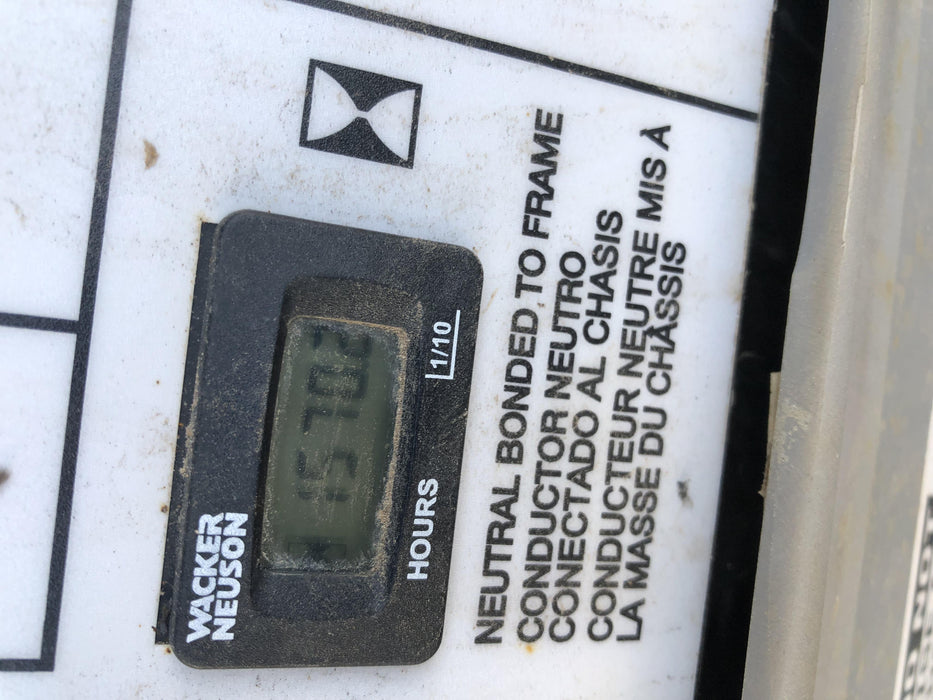 WACKER
NEUSON
HOURS
1/10
NEUTRAL BONDED TO FRAME
CONDUCTOR NEUTRO
CONECTADO AL CHASIS
CONDUCTEUR NEUTRE MIS À
LA MASSE DU CHÂSSIS